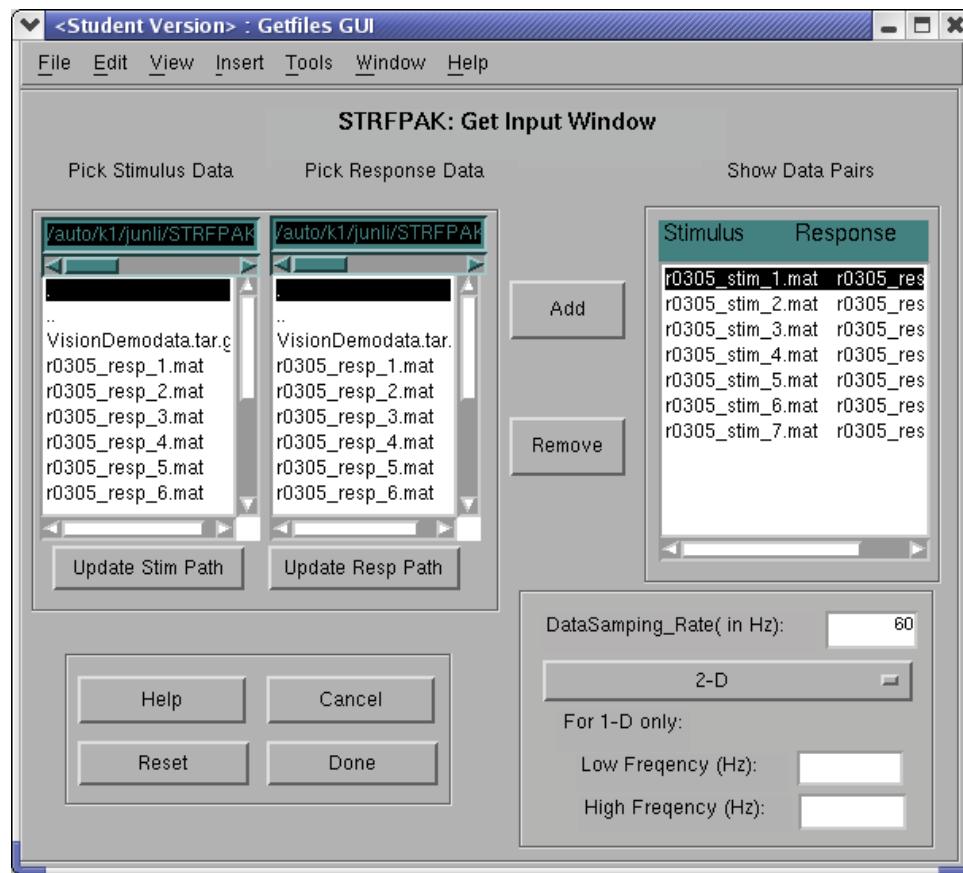 <Student Version> : Getfiles GUI
File Edit View Insert Tools Window Help
STRFPAK: Get Input Window
Pick Stimulus Data
Pick Response Data
Show Data Pairs
/auto/k1/junli/STRFPAK
.
..
VisionDemodata.tar.g
r0305_resp_1.mat
r0305_resp_2.mat
r0305_resp_3.mat
r0305_resp_4.mat
r0305_resp_5.mat
r0305_resp_6.mat
Update Stim Path
/auto/k1/junli/STRFPAK
.
..
VisionDemodata.tar.
r0305_resp_1.mat
r0305_resp_2.mat
r0305_resp_3.mat
r0305_resp_4.mat
r0305_resp_5.mat
r0305_resp_6.mat
Update Resp Path
Add
Remove
Stimulus Response
r0305_stim_1.mat r0305_res
r0305_stim_2.mat r0305_res
r0305_stim_3.mat r0305_res
r0305_stim_4.mat r0305_res
r0305_stim_5.mat r0305_res
r0305_stim_6.mat r0305_res
r0305_stim_7.mat r0305_res
Help
Cancel
Reset
Done
DataSamping_Rate( in Hz): 60
2-D
For 1-D only:
Low Freqency (Hz):
High Freqency (Hz):